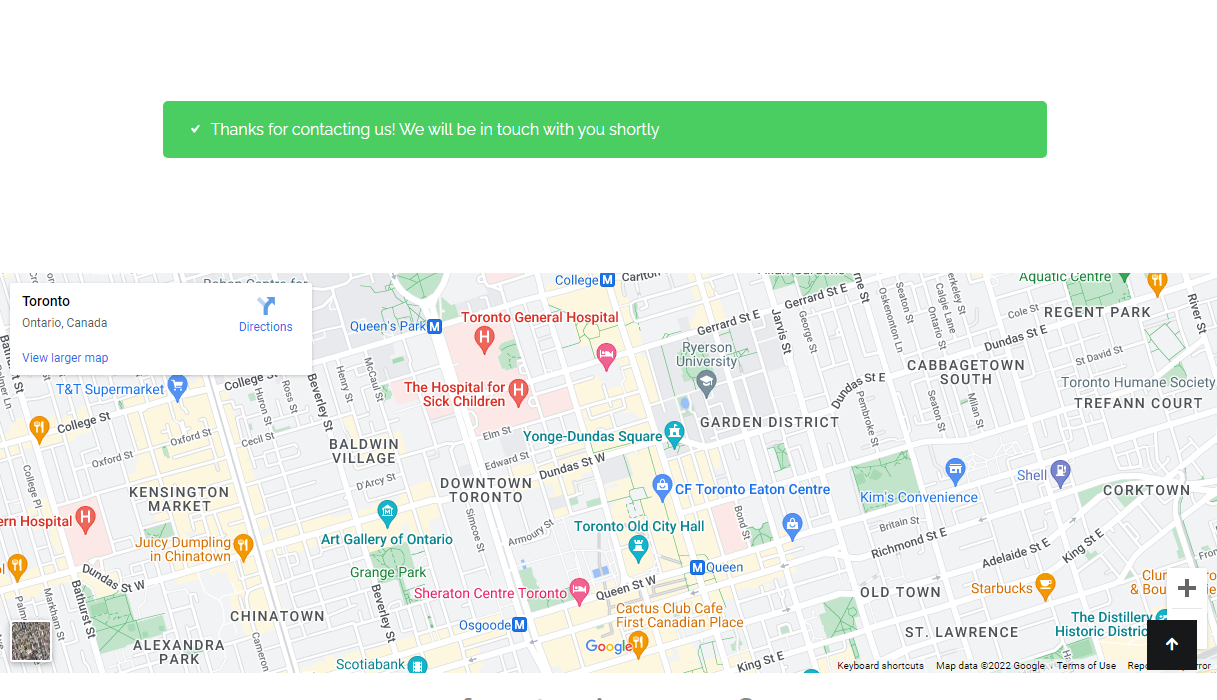 Thanks for contacting us! We will be in touch with you shortly
Toronto
Ontario, Canada
Directions
View larger map
College
Carlton
Aquatic Centre
Queen's Park
Toronto General Hospital
Gerrard St E
Gerrard St E
Jarvis St
George St
Oskenonton Ln
Seaton St
Calgie Lane
Ontario St
Berkeley St
Cole St
REGENT PARK
River St
Dundas St E
St David St
Ryerson
University
CABBAGETOWN
SOUTH
T&T Supermarket
College St
Huron St
Ross St
Beverley St
Henry St
McCaul St
The Hospital for
Sick Children
Dundas St E
Toronto Humane Society
TREFANN COURT
Pembroke St
Seaton St
Milan St
College St
Oxford St
Cecil St
Elm St
Yonge-Dundas Square
GARDEN DISTRICT
BALDWIN
VILLAGE
Oxford St
Edward St
Dundas St W
D'Arcy St
College Pl
DOWNTOWN
TORONTO
KENSINGTON
MARKET
CF Toronto Eaton Centre
Kim's Convenience
Shell
CORKTOWN
ern Hospital
Simcoe St
Armoury St
Toronto Old City Hall
Bond St
Britain St
Juicy Dumpling
in Chinatown
Art Gallery of Ontario
Richmond St E
Adelaide St E
King St E
Grange Park
Queen
Dundas St W
Bathurst St
Markham St
Beverley St
Sheraton Centre Toronto
Queen St W
OLD TOWN
Starbucks
CHINATOWN
Cactus Club Cafe
First Canadian Place
Osgoode
ST. LAWRENCE
The Distillery
Historic Distric
ALEXANDRA
PARK
Cameron
Google
Scotiabank
King St E
Keyboard shortcuts
Map data ©2022 Google
Terms of Use